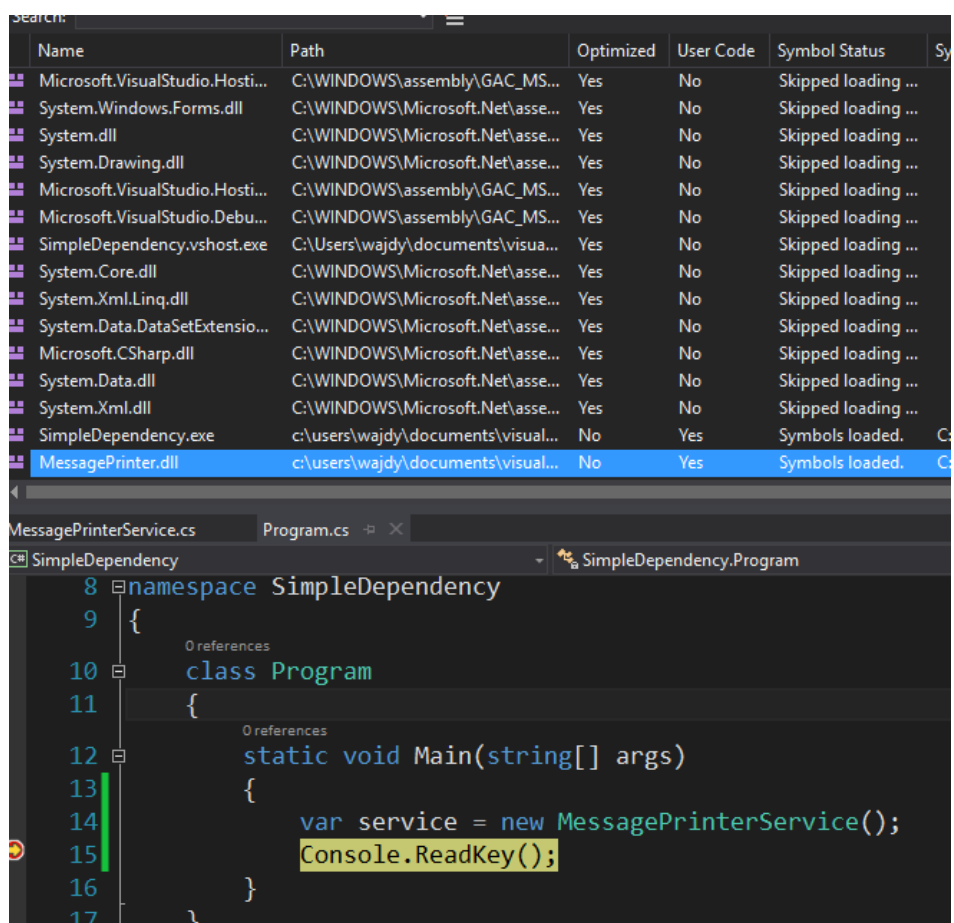 Search:
Name Path Optimized User Code Symbol Status Sy
Microsoft.VisualStudio.Hosti... C:\WINDOWS\assembly\GAC_MS... Yes No Skipped loading ...
System.Windows.Forms.dll C:\WINDOWS\Microsoft.Net\asse... Yes No Skipped loading ...
System.dll C:\WINDOWS\Microsoft.Net\asse... Yes No Skipped loading ...
System.Drawing.dll C:\WINDOWS\Microsoft.Net\asse... Yes No Skipped loading ...
Microsoft.VisualStudio.Hosti... C:\WINDOWS\assembly\GAC_MS... Yes No Skipped loading ...
Microsoft.VisualStudio.Debu... C:\WINDOWS\assembly\GAC_MS... Yes No Skipped loading ...
SimpleDependency.vshost.exe C:\Users\wajdy\documents\visua... Yes No Skipped loading ...
System.Core.dll C:\WINDOWS\Microsoft.Net\asse... Yes No Skipped loading ...
System.Xml.Linq.dll C:\WINDOWS\Microsoft.Net\asse... Yes No Skipped loading ...
System.Data.DataSetExtensio... C:\WINDOWS\Microsoft.Net\asse... Yes No Skipped loading ...
Microsoft.CSharp.dll C:\WINDOWS\Microsoft.Net\asse... Yes No Skipped loading ...
System.Data.dll C:\WINDOWS\Microsoft.Net\asse... Yes No Skipped loading ...
System.Xml.dll C:\WINDOWS\Microsoft.Net\asse... Yes No Skipped loading ...
SimpleDependency.exe c:\users\wajdy\documents\visual... No Yes Symbols loaded. C:
MessagePrinter.dll c:\users\wajdy\documents\visual... No Yes Symbols loaded. C:
MessagePrinterService.cs Program.cs
C# SimpleDependency SimpleDependency.Program
8 namespace SimpleDependency
9 {
0 references
10 class Program
11 {
0 references
12 static void Main(string[] args)
13 {
14 var service = new MessagePrinterService();
15 Console.ReadKey();
16 }
17 }